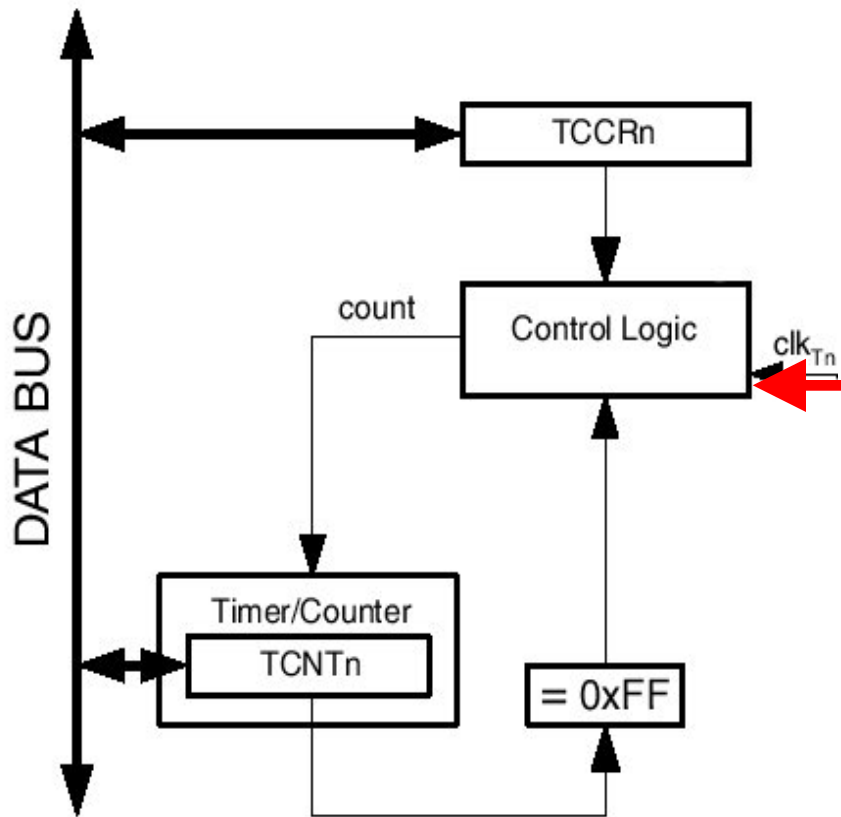 TCCRn
count
Control Logic
clkTn
DATA BUS
Timer/Counter
TCNTn
= 0xFF